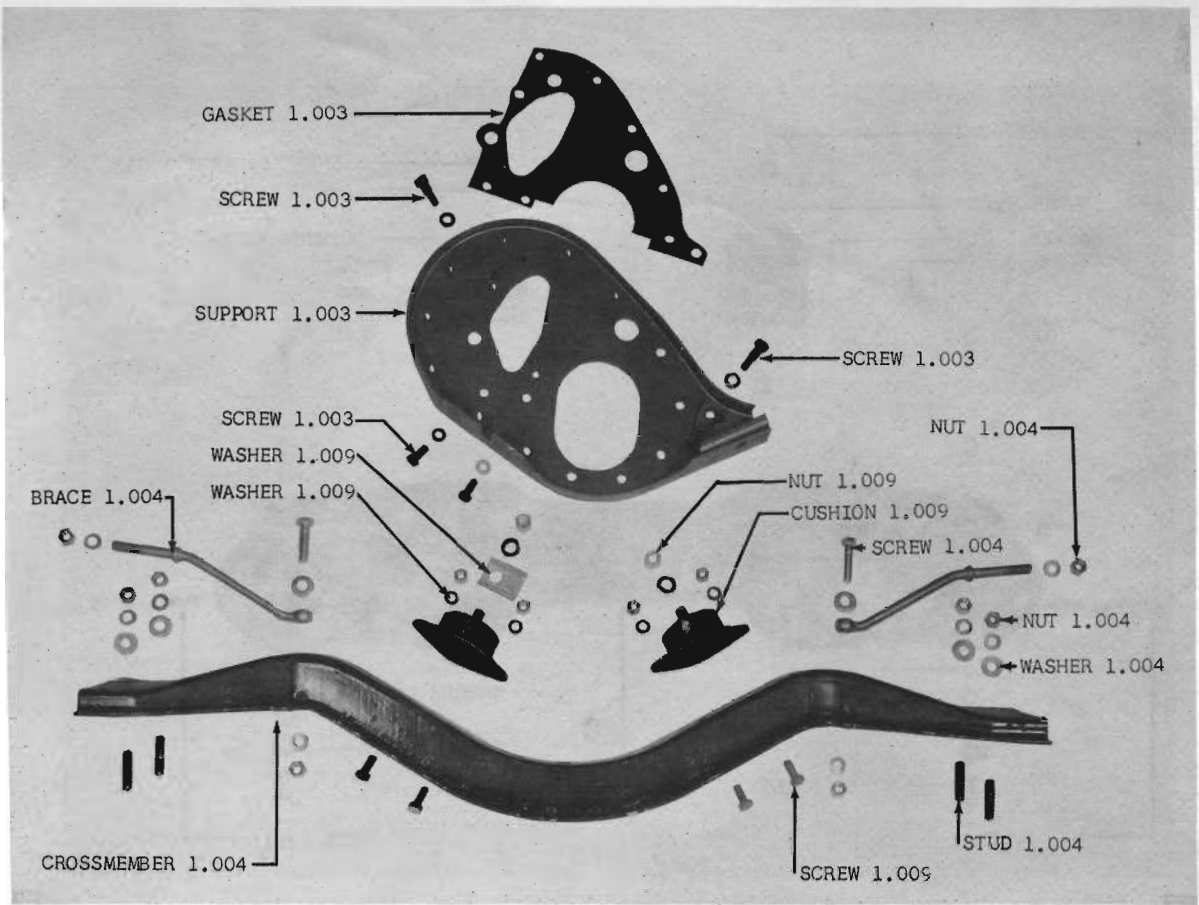 GASKET 1.003
SCREW 1.003
SUPPORT 1.003
SCREW 1.003
SCREW 1.003
NUT 1.004
WASHER 1.009
WASHER 1.009
NUT 1.009
BRACE 1.004
CUSHION 1.009
SCREW 1.004
NUT 1.004
WASHER 1.004
STUD 1.004
CROSSMEMBER 1.004
SCREW 1.009